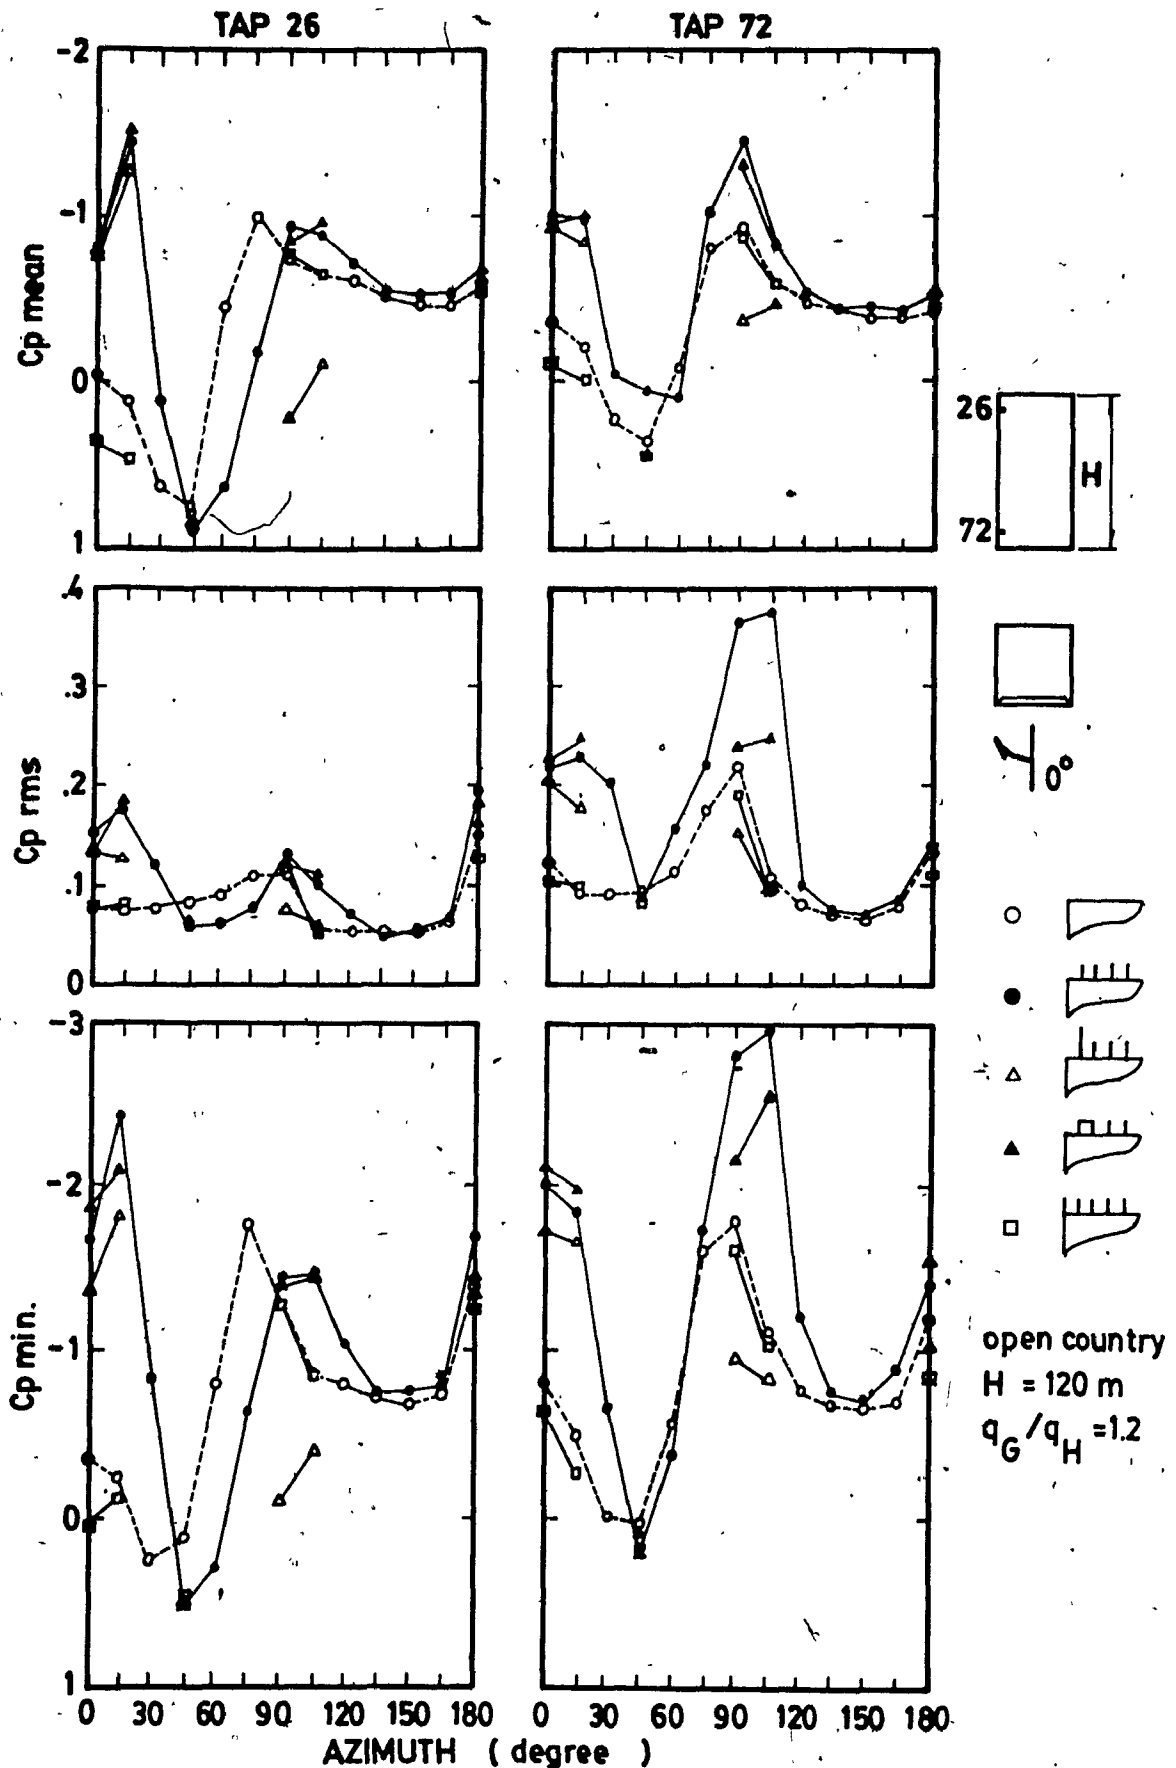 TAP 26 TAP 72
-2
-1
0
1
Cp mean
.4
.3
.2
.1
0
Cp rms
-3
-2
-1
0
1
Cp min.
0 30 60 90 120 150 180
0 30 60 90 120 150 180
AZIMUTH ( degree )
26
H
72
0°
open country
H = 120 m
qG/qH = 1.2